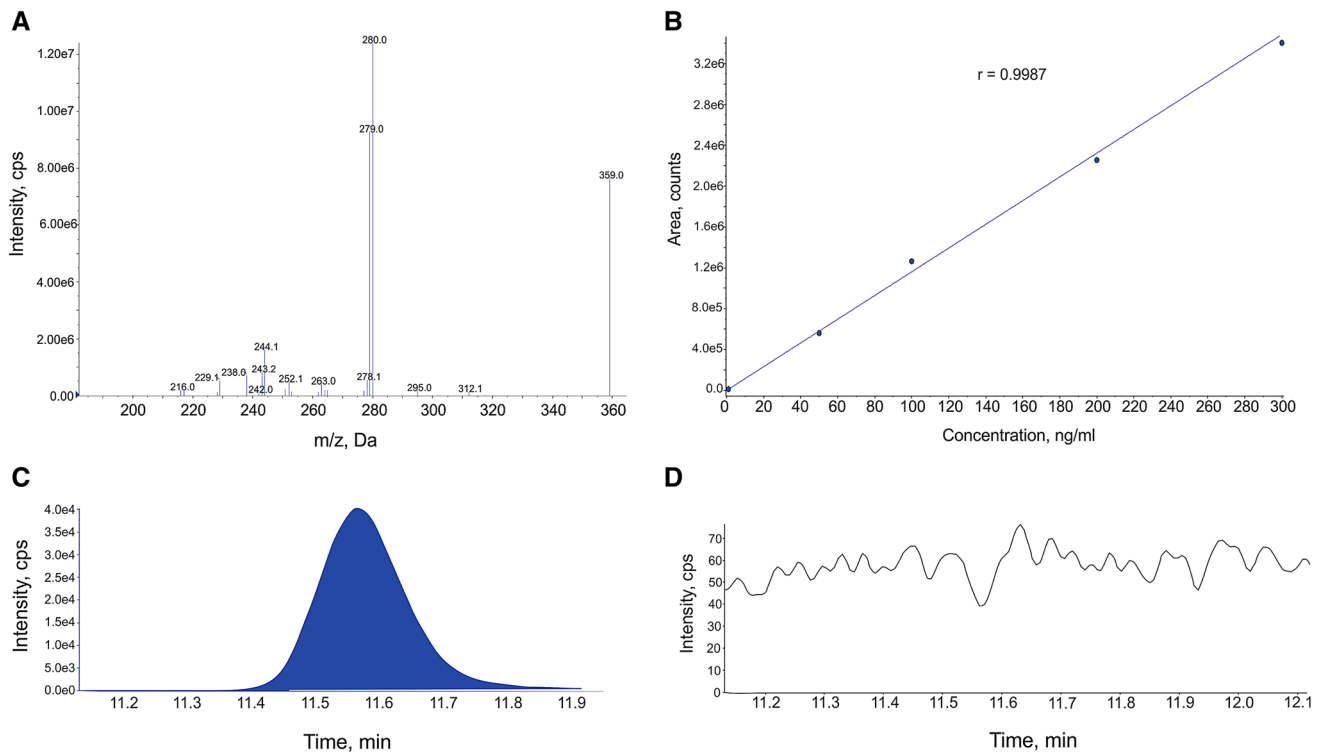 A
Intensity, cps
1.20e7
1.00e7
8.00e6
6.00e6
4.00e6
2.00e6
0.00
280.0
279.0
359.0
244.1
229.1
238.0
243.2
216.0
242.0
252.1
263.0
278.1
295.0
312.1
200 220 240 260 280 300 320 340 360
m/z, Da
B
Area, counts
3.2e6
2.8e6
2.4e6
2.0e6
1.6e6
1.2e6
8.0e5
4.0e5
0.0
r = 0.9987
0 20 40 60 80 100 120 140 160 180 200 220 240 260 280 300
Concentration, ng/ml
C
Intensity, cps
4.0e4
3.5e4
3.0e4
2.5e4
2.0e4
1.5e4
1.0e4
5.0e3
0.0e0
11.2 11.3 11.4 11.5 11.6 11.7 11.8 11.9
Time, min
D
Intensity, cps
70
60
50
40
30
20
10
0
11.2 11.3 11.4 11.5 11.6 11.7 11.8 11.9 12.0 12.1
Time, min